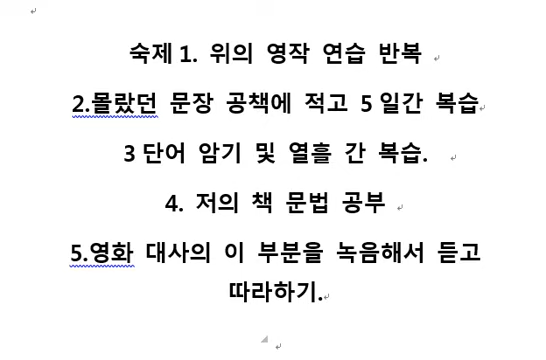 숙제 1. 위의 영작 연습 반복
2.몰랐던 문장 공책에 적고 5 일간 복습
3 단어 암기 및 열흘 간 복습.
4. 저의 책 문법 공부
5.영화 대사의 이 부분을 녹음해서 듣고
따라하기.